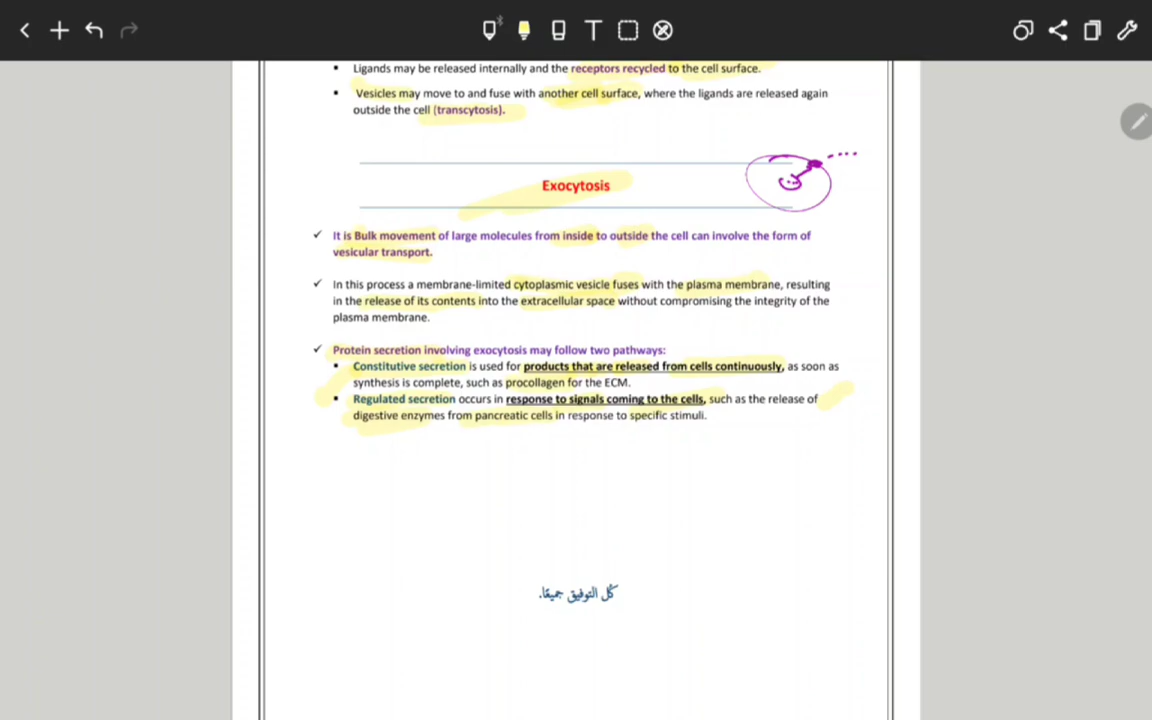 T
▪ Ligands may be released internally and the receptors recycled to the cell surface.
▪ Vesicles may move to and fuse with another cell surface, where the ligands are released again
outside the cell (transcytosis).
Exocytosis
✓ It is Bulk movement of large molecules from inside to outside the cell can involve the form of
vesicular transport.
✓ In this process a membrane-limited cytoplasmic vesicle fuses with the plasma membrane, resulting
in the release of its contents into the extracellular space without compromising the integrity of the
plasma membrane.
✓ Protein secretion involving exocytosis may follow two pathways:
▪ Constitutive secretion is used for products that are released from cells continuously, as soon as
synthesis is complete, such as procollagen for the ECM.
▪ Regulated secretion occurs in response to signals coming to the cells, such as the release of
digestive enzymes from pancreatic cells in response to specific stimuli.
كُل التوفيق جميعًا.